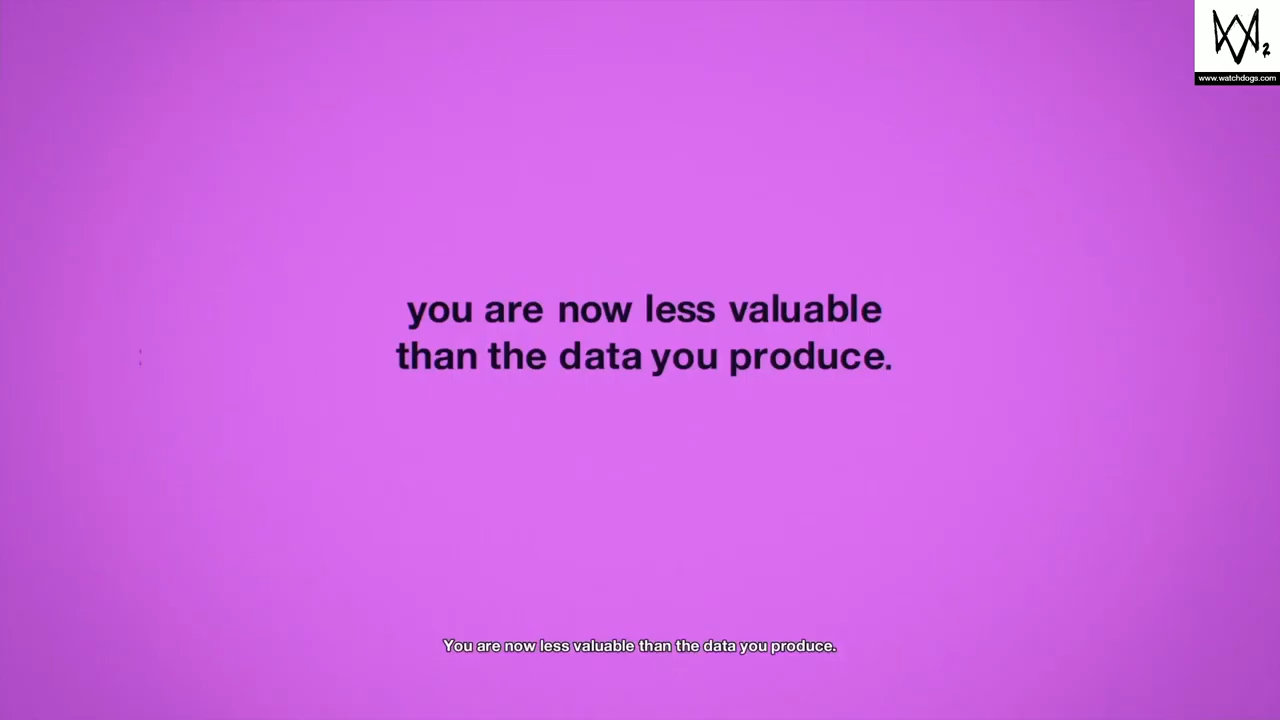 2
www.watchdogs.com
you are now less valuable
than the data you produce.
You are now less valuable than the data you produce.